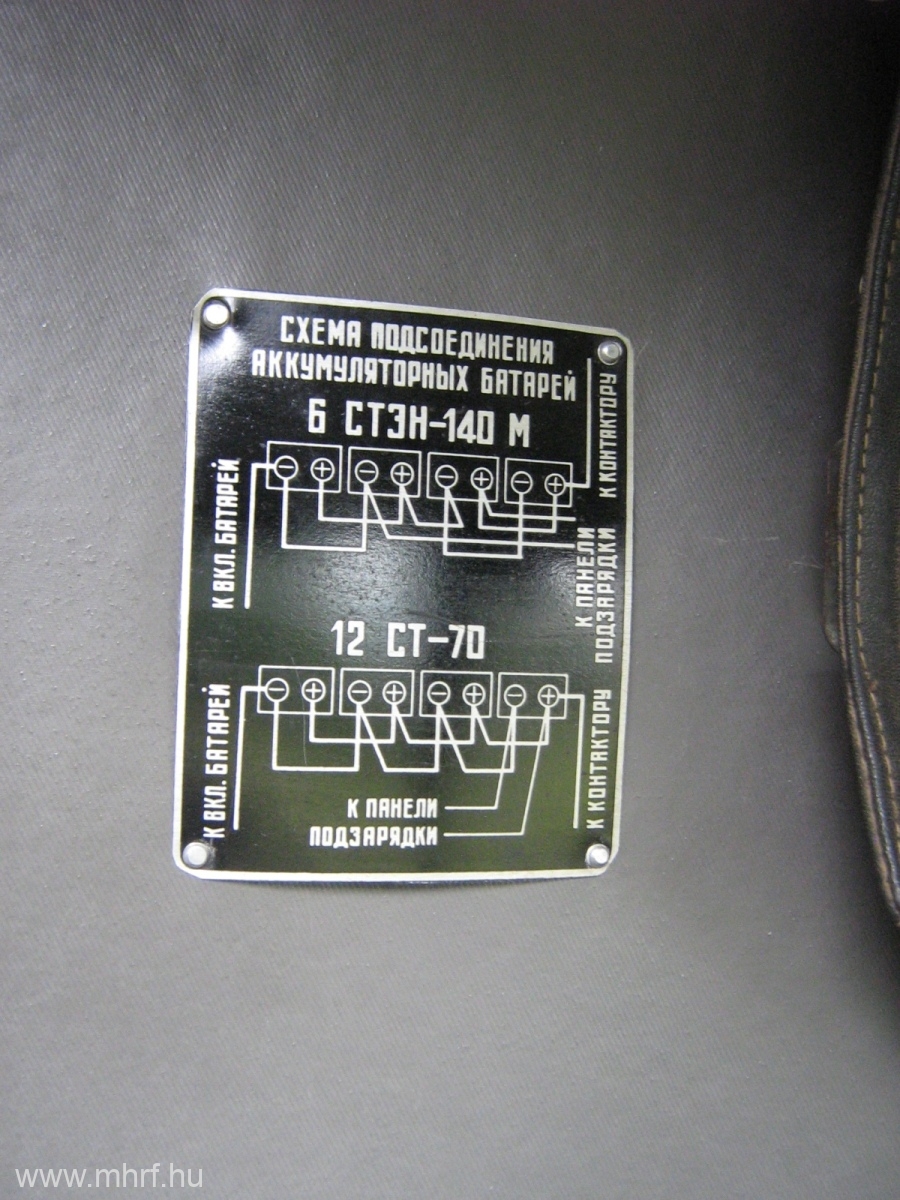 СХЕМА ПОДСОЕДИНЕНИЯ
АККУМУЛЯТОРНЫХ БАТАРЕЙ
6 СТЭН-140 М
К ВКЛ. БАТАРЕЙ
К КОНТАКТОРУ
К ПАНЕЛИ
ПОДЗАРЯДКИ
12 СТ-70
К ВКЛ. БАТАРЕЙ
К КОНТАКТОРУ
К ПАНЕЛИ
ПОДЗАРЯДКИ
www.mhrf.hu